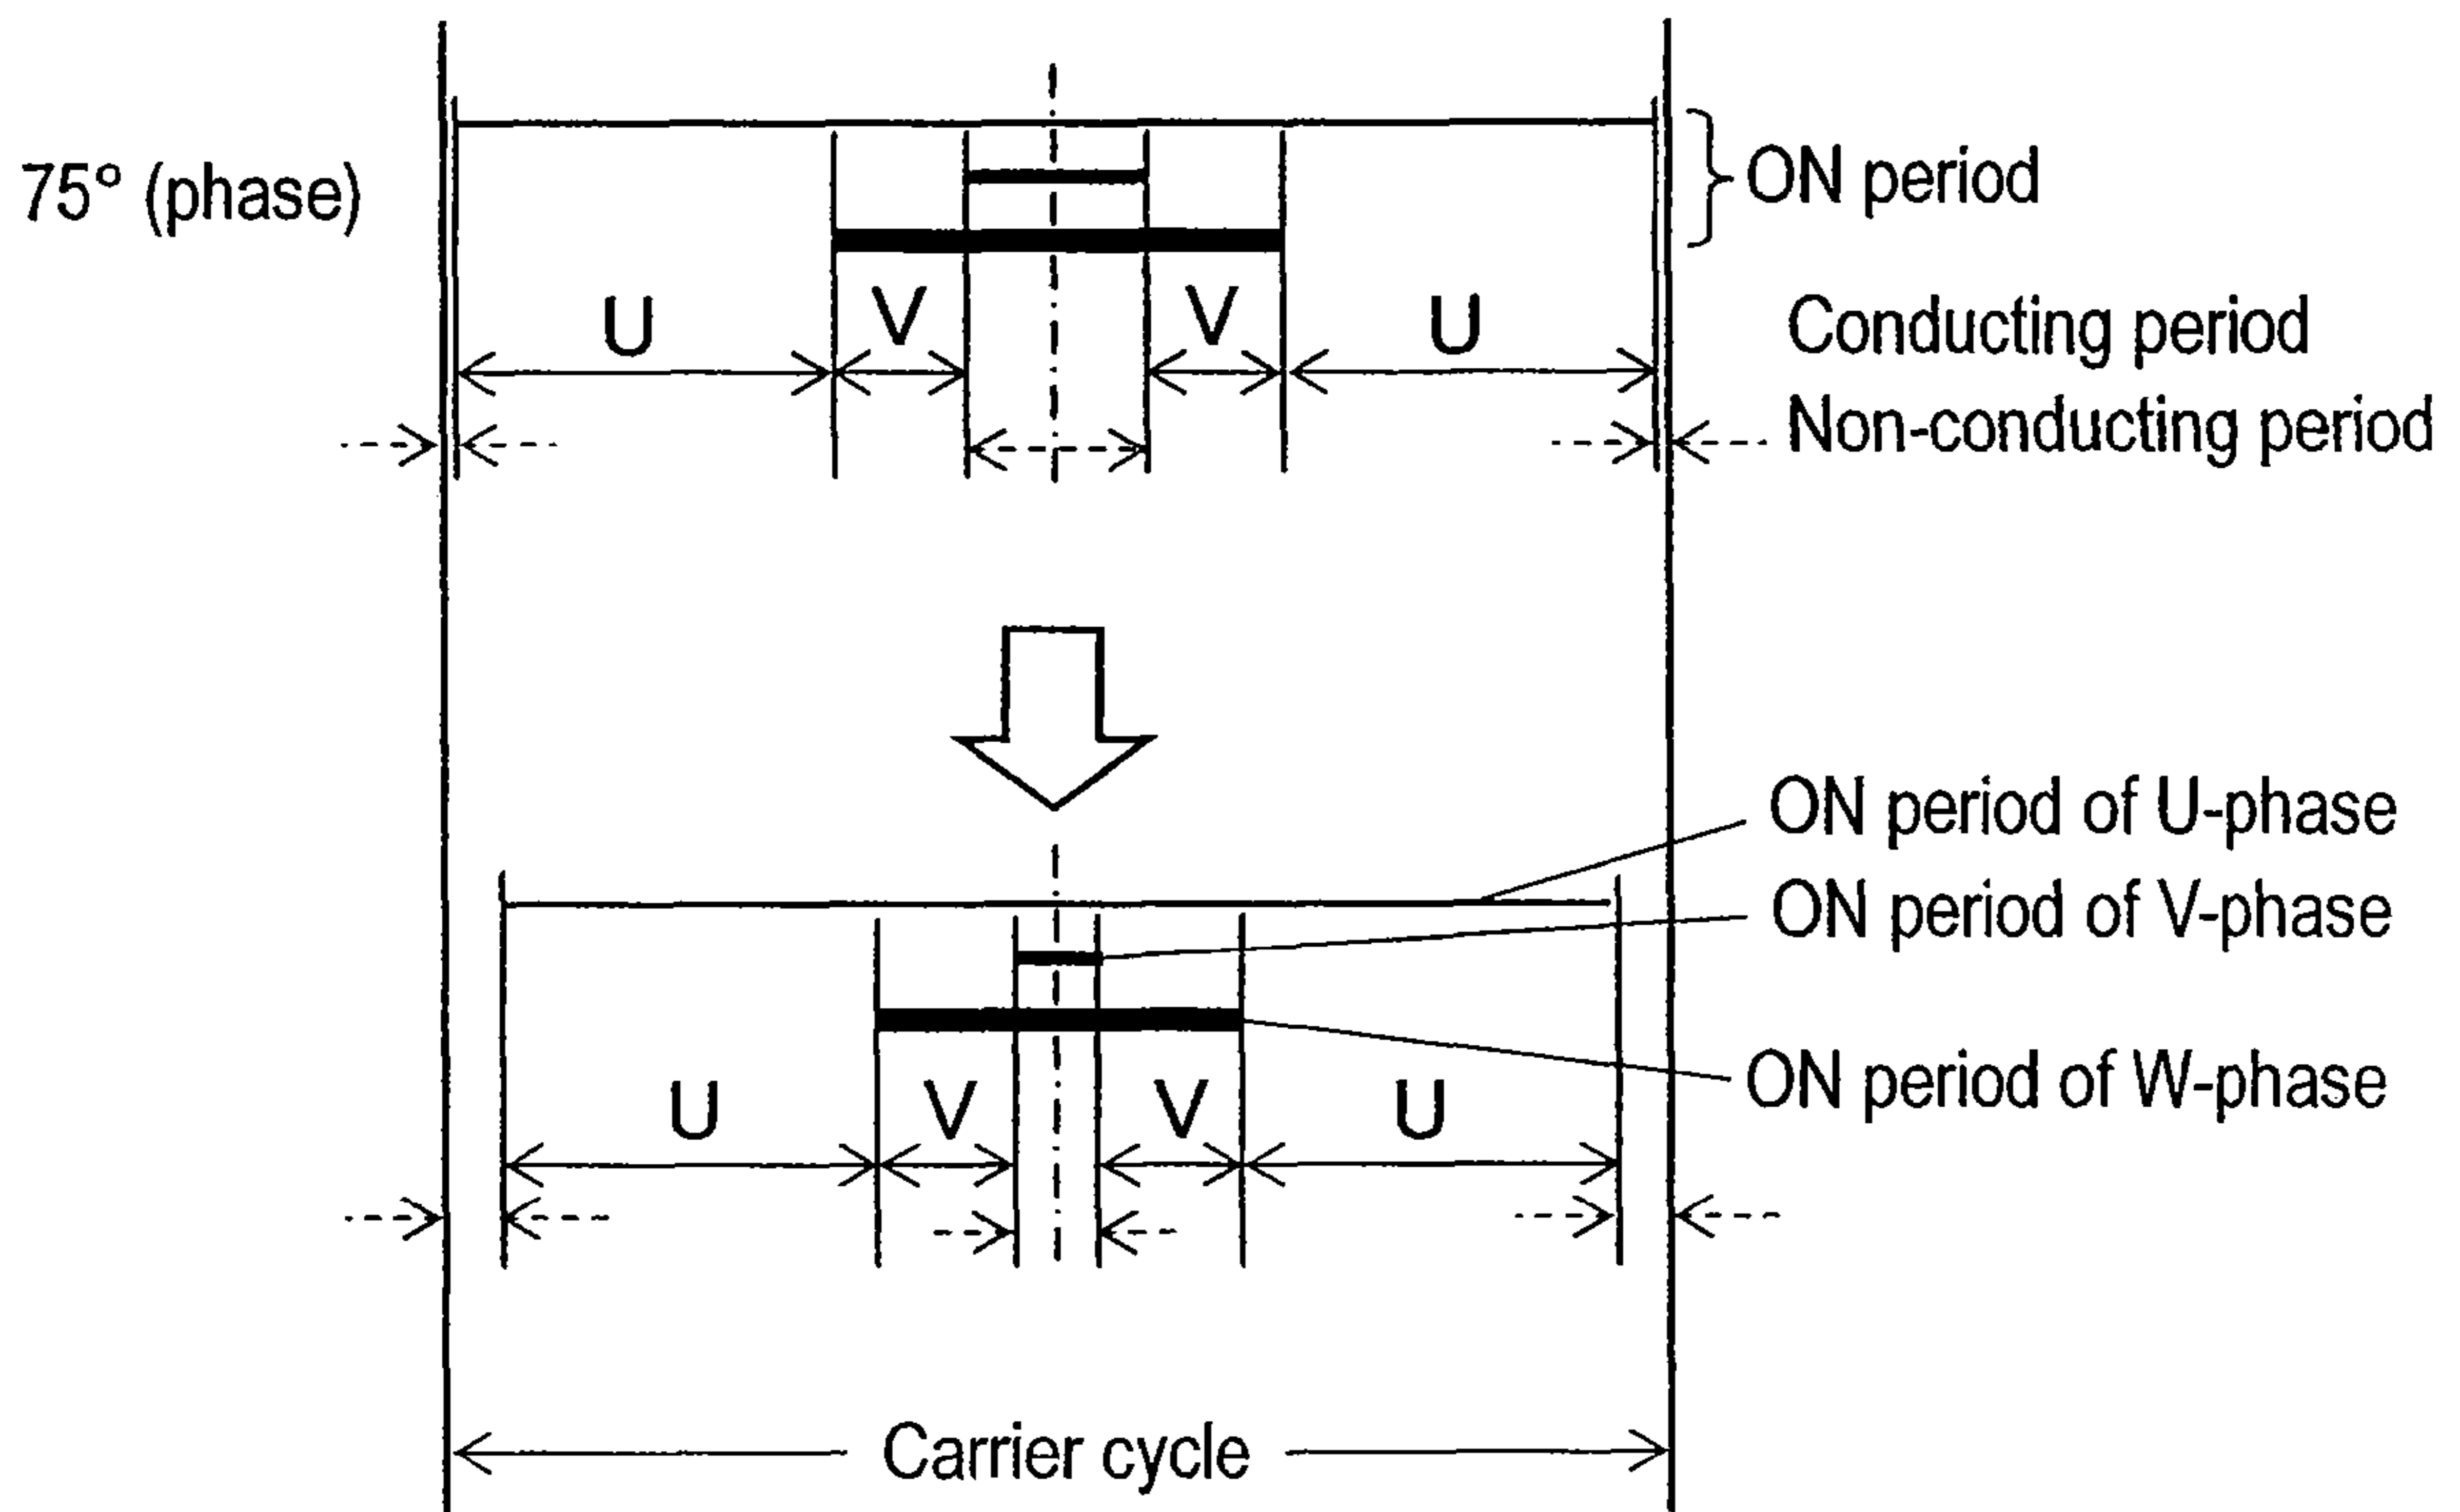 75° (phase)
ON period
U V V U
Conducting period
Non-conducting period
ON period of U-phase
ON period of V-phase
ON period of W-phase
U V V U
Carrier cycle